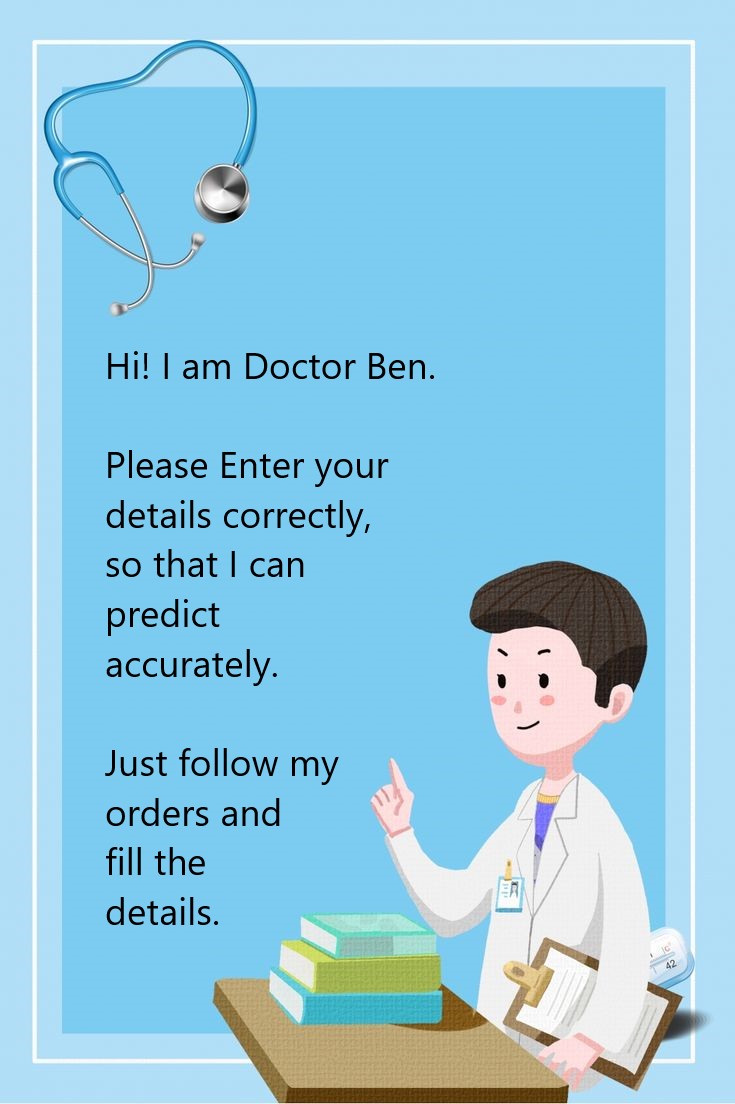 Hi! I am Doctor Ben.
Please Enter your
details correctly,
so that I can
predict
accurately.
Just follow my
orders and
fill the
details.
42